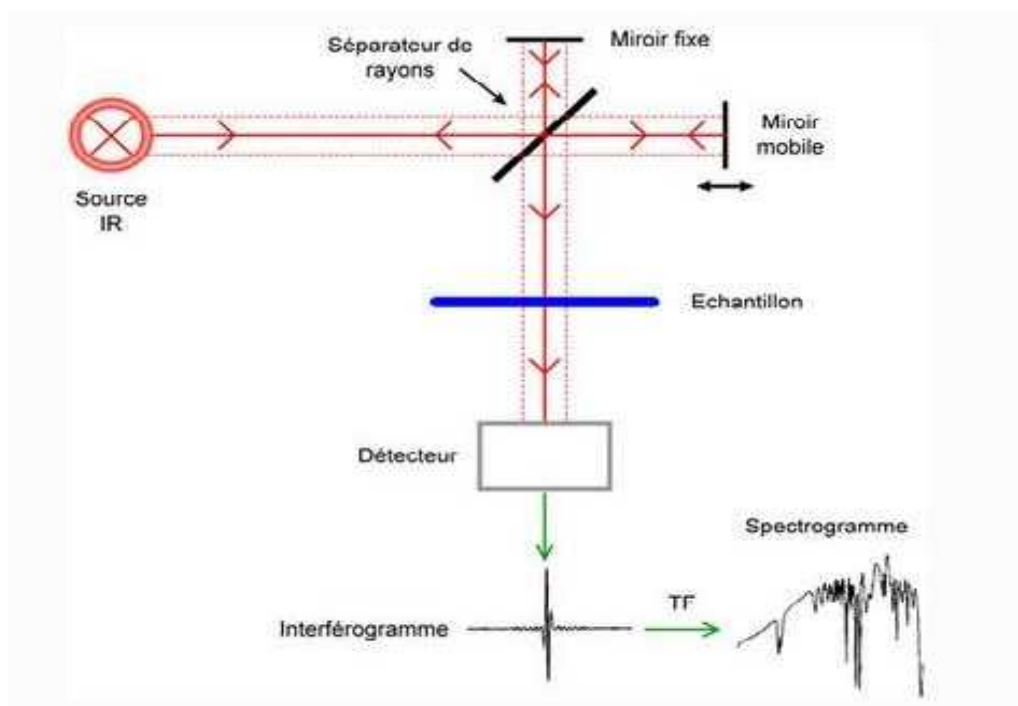 Séparateur de
rayons
Miroir fixe
Miroir
mobile
Source
IR
Echantillon
Détecteur
Spectrogramme
TF
Interférogramme